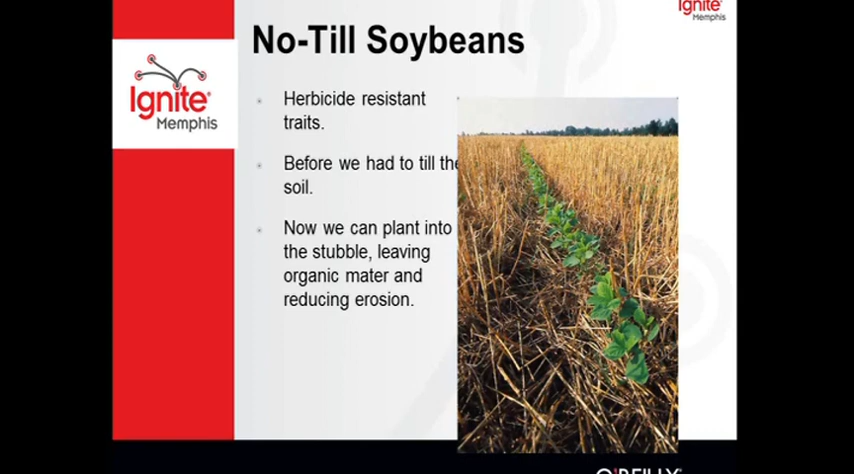 Ignite
Memphis
No-Till Soybeans
Ignite
Memphis
Herbicide resistant
traits.
Before we had to till the
soil.
Now we can plant into
the stubble, leaving
organic mater and
reducing erosion.
O'REILLY